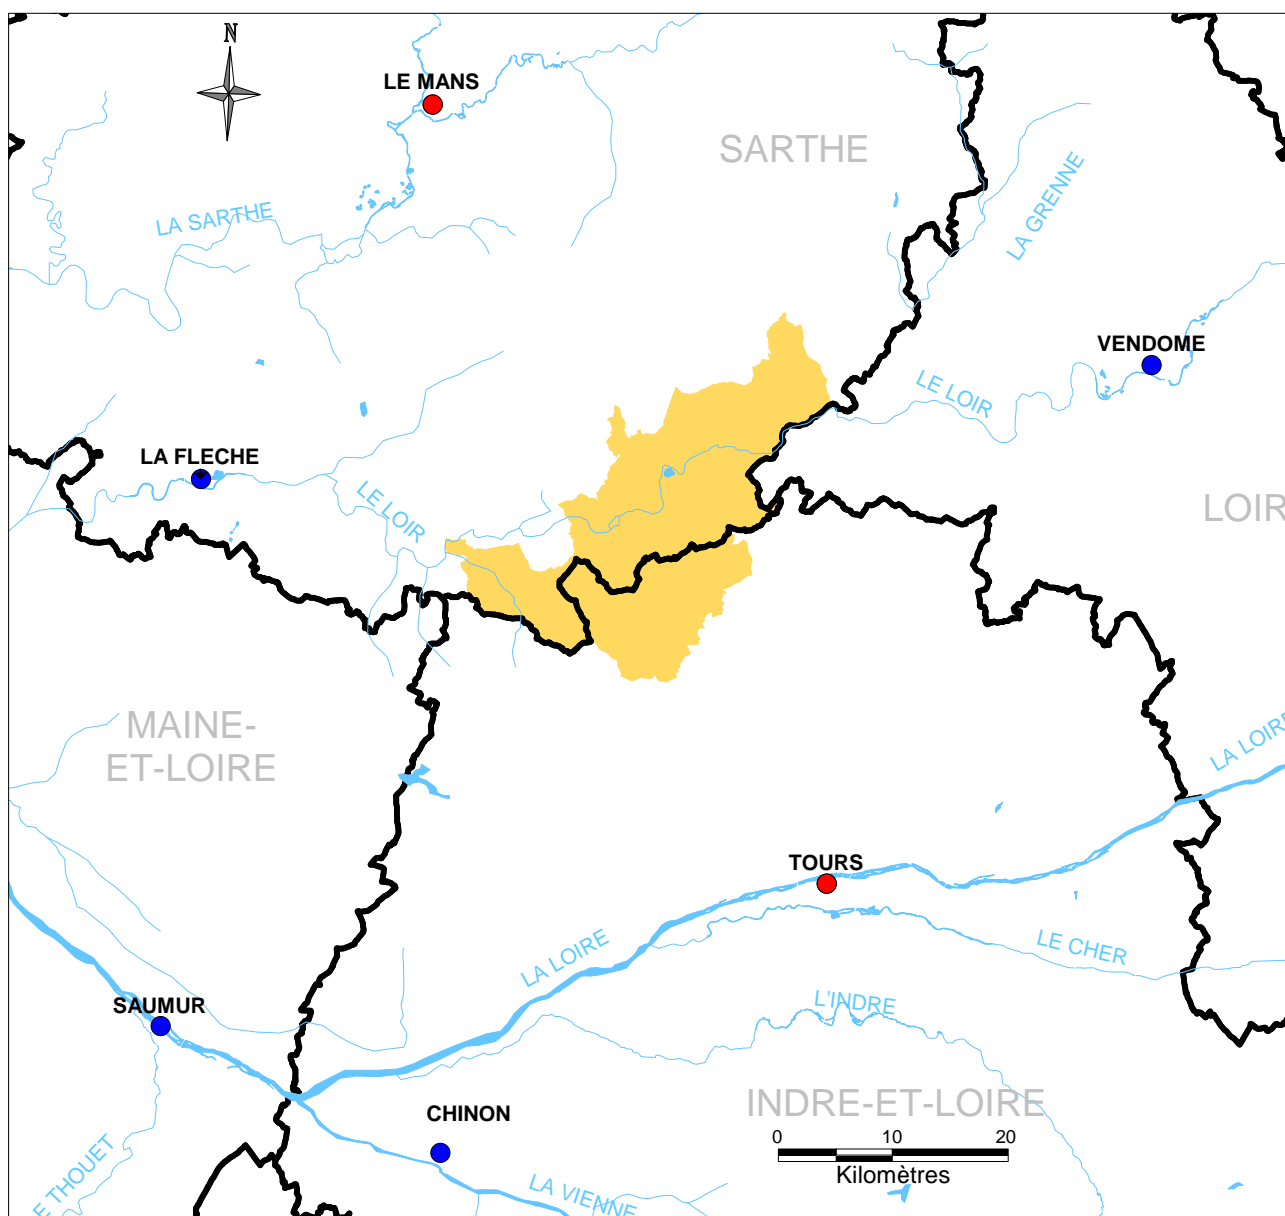 N
LE MANS
SARTHE
LA GRENNE
LA SARTHE
VENDOME
LE LOIR
LA FLECHE
LE LOIR
LOIR
MAINE-
ET-LOIRE
LA LOIRE
TOURS
LA LOIRE
LE CHER
SAUMUR
L'INDRE
INDRE-ET-LOIRE
CHINON
0 10 20
Kilomètres
E THOUET
LA VIENNE